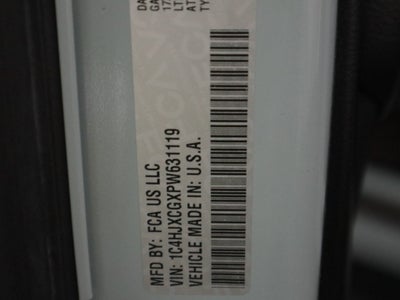 MFD BY: FCA US LLC
VIN: 1C4HJXCGXPW631119
VEHICLE MADE IN: U.S.A.